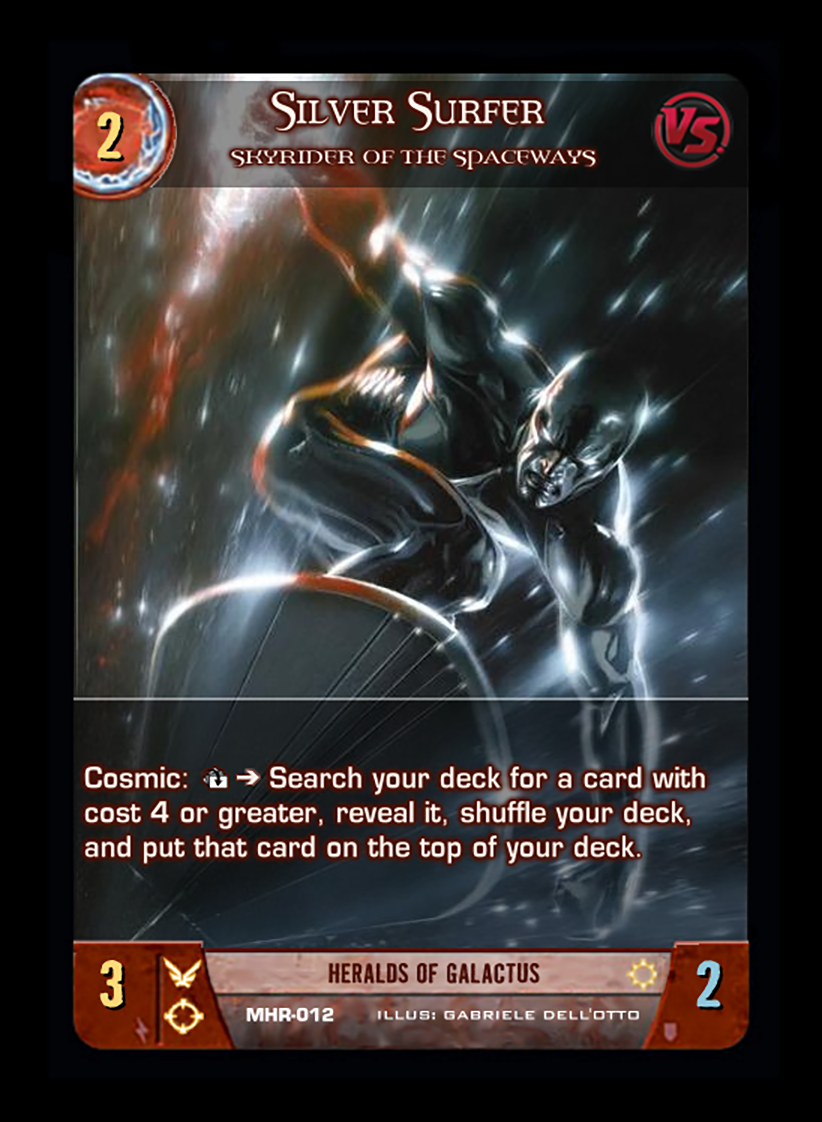 2
Silver Surfer
VS.
Skyrider of the Spaceways
Cosmic: → Search your deck for a card with
cost 4 or greater, reveal it, shuffle your deck,
and put that card on the top of your deck.
3
HERALDS OF GALACTUS
2
MHR-012 ILLUS: GABRIELE DELL'OTTO